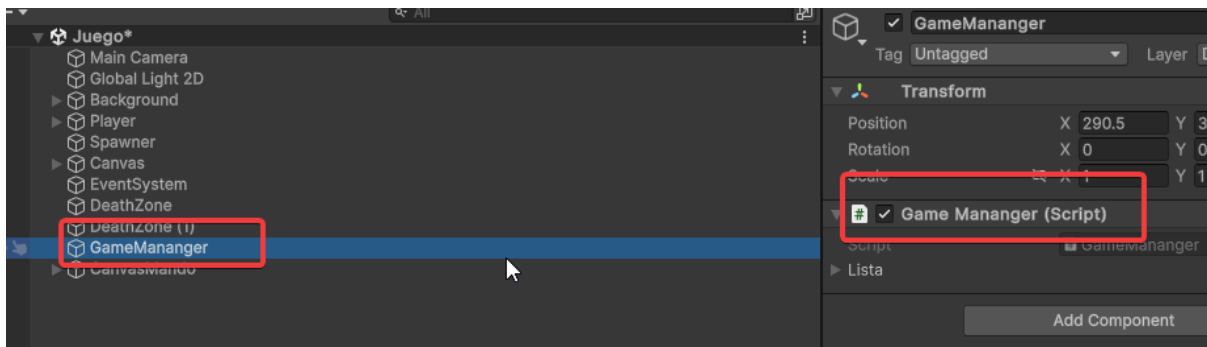 All
Juego*
Main Camera
Global Light 2D
Background
Player
Spawner
Canvas
EventSystem
DeathZone
DeathZone (1)
GameMananger
CanvasMando
GameMananger
Tag Untagged Layer
Transform
Position X 290.5 Y 3
Rotation X 0 Y 0
Scale X 1 Y 1
# Game Mananger (Script)
Script GameMananger
Lista
Add Component